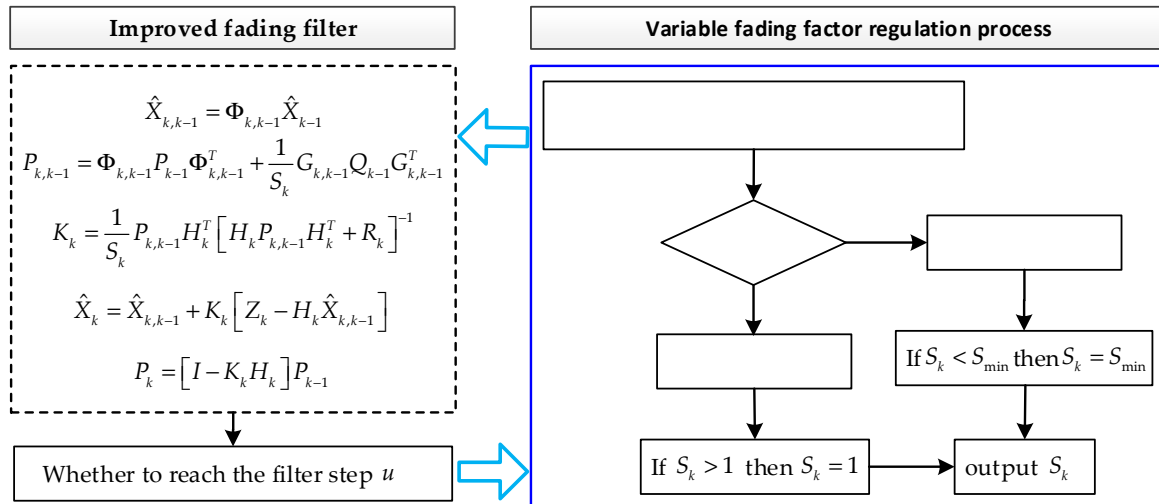 Improved fading filter
Variable fading factor regulation process
X̂_{k,k−1} = Φ_{k,k−1} X̂_{k−1}
P_{k,k−1} = Φ_{k,k−1} P_{k−1} Φ^T_{k,k−1} + 1/S_k G_{k,k−1} Q_{k−1} G^T_{k,k−1}
K_k = 1/S_k P_{k,k−1} H_k^T [H_k P_{k,k−1} H_k^T + R_k]^{−1}
X̂_k = X̂_{k,k−1} + K_k [Z_k − H_k X̂_{k,k−1}]
P_k = [I − K_k H_k] P_{k−1}
Whether to reach the filter step u
If S_k < S_min then S_k = S_min
If S_k > 1 then S_k = 1
output S_k